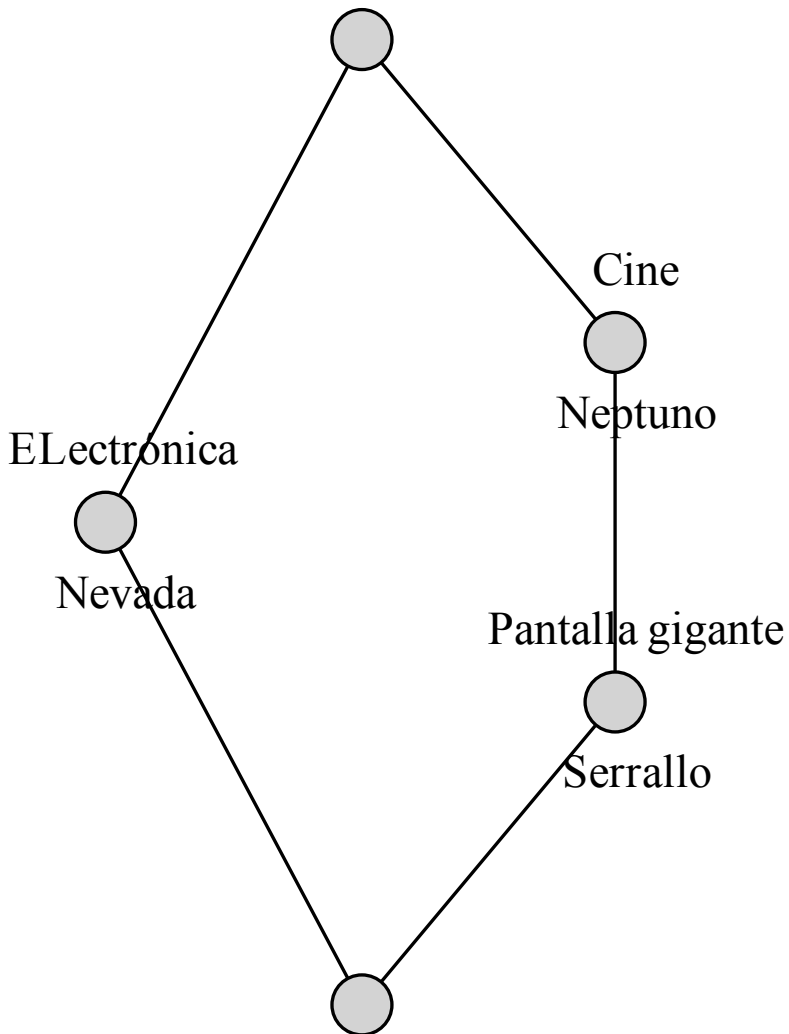 Cine
Neptuno
ELectrónica
Nevada
Pantalla gigante
Serrallo